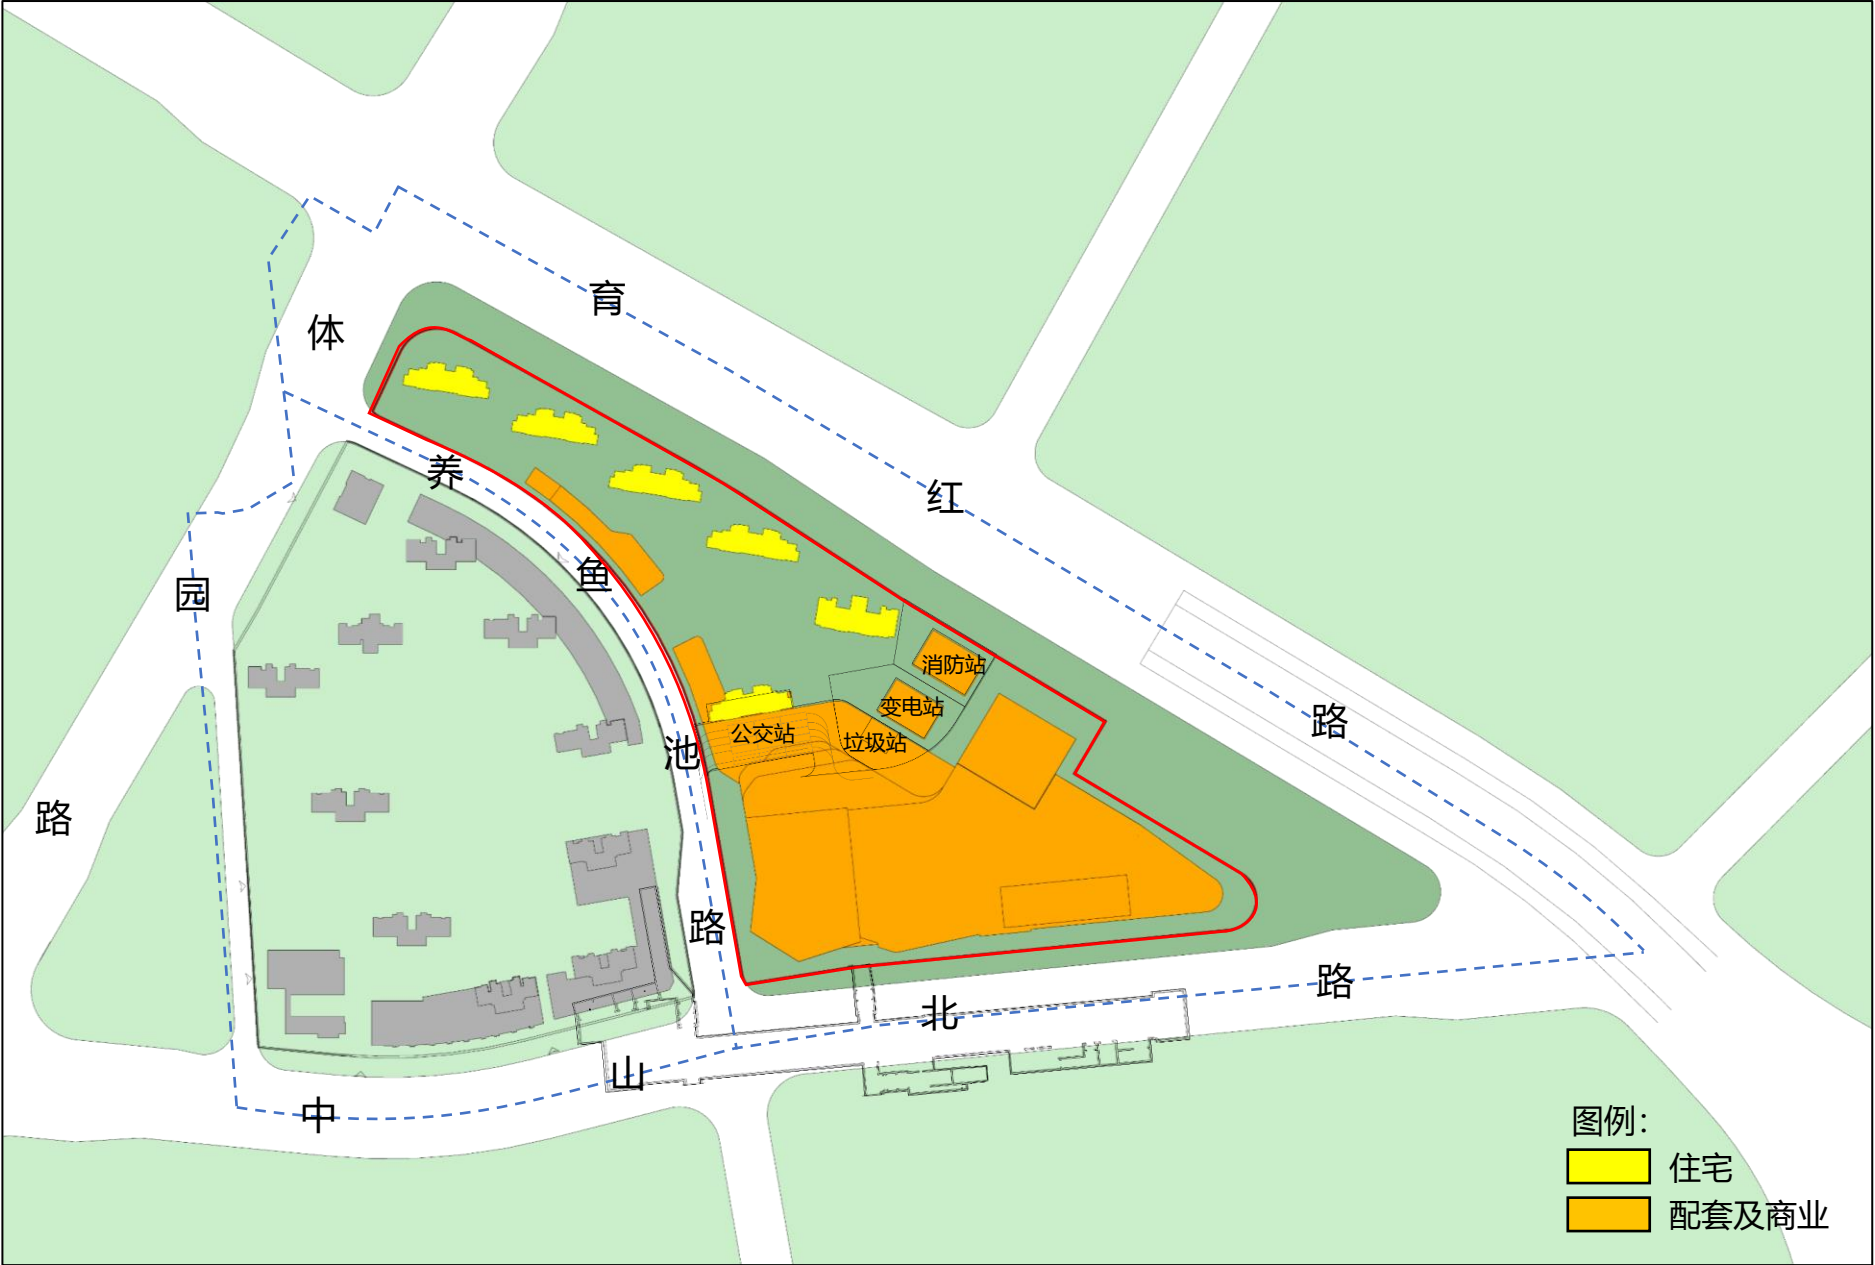 育
红
路
体
园
路
养
鱼
池
路
消防站
变电站
公交站
垃圾站
中
山
北
路
图例：
住宅
配套及商业